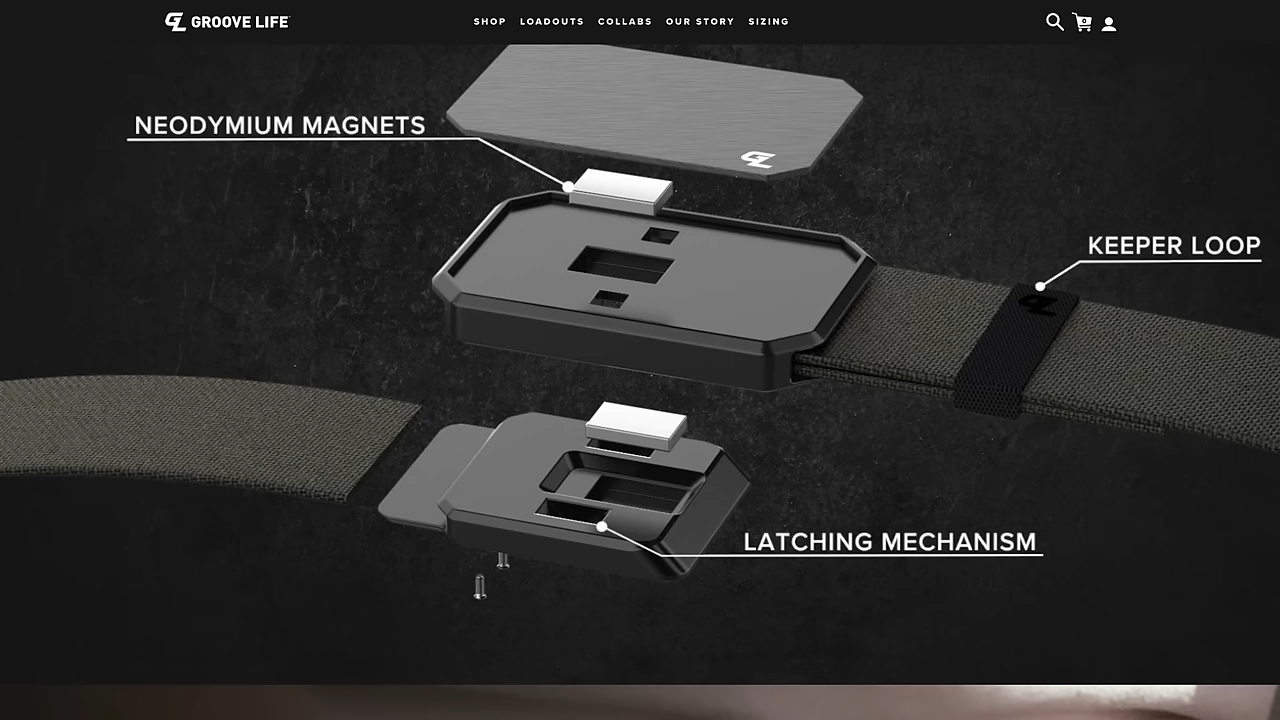 GROOVE LIFE
SHOP LOADOUTS COLLABS OUR STORY SIZING
0
NEODYMIUM MAGNETS
KEEPER LOOP
LATCHING MECHANISM